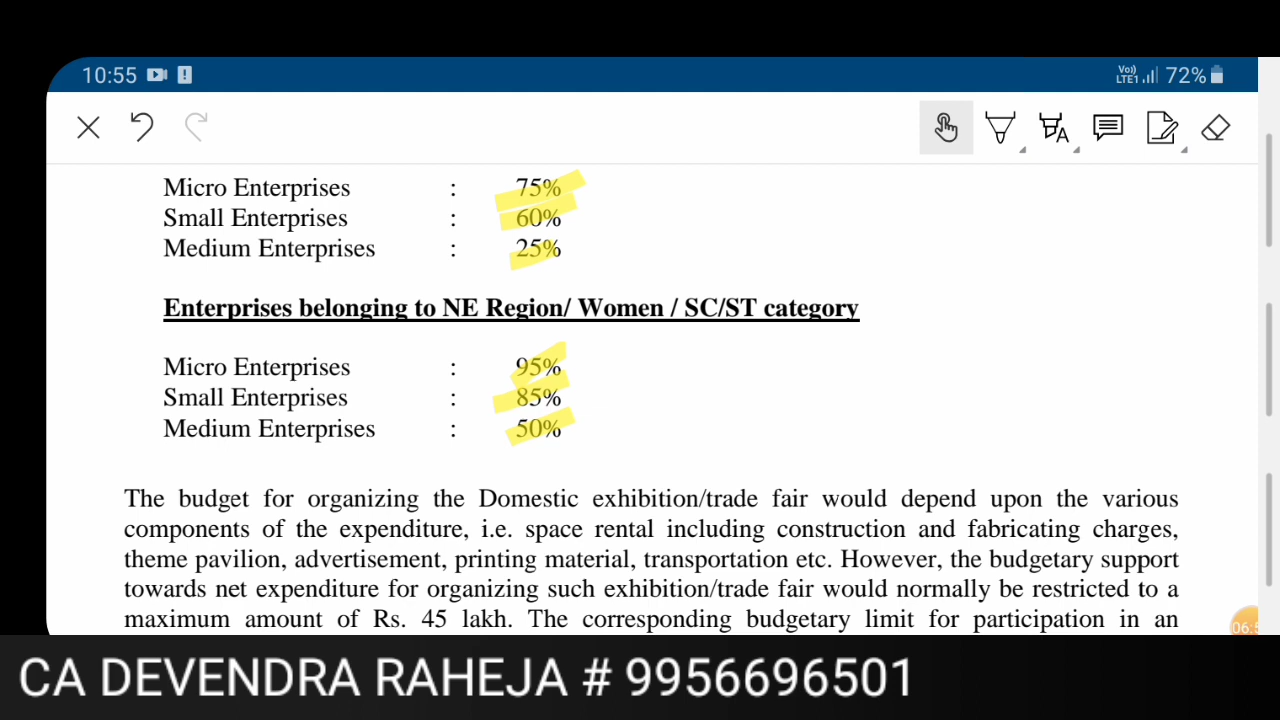 10:55
Vo)) LTE1 72%
Micro Enterprises : 75%
Small Enterprises : 60%
Medium Enterprises : 25%
Enterprises belonging to NE Region/ Women / SC/ST category
Micro Enterprises : 95%
Small Enterprises : 85%
Medium Enterprises : 50%
The budget for organizing the Domestic exhibition/trade fair would depend upon the various
components of the expenditure, i.e. space rental including construction and fabricating charges,
theme pavilion, advertisement, printing material, transportation etc. However, the budgetary support
towards net expenditure for organizing such exhibition/trade fair would normally be restricted to a
maximum amount of Rs. 45 lakh. The corresponding budgetary limit for participation in an
CA DEVENDRA RAHEJA # 9956696501